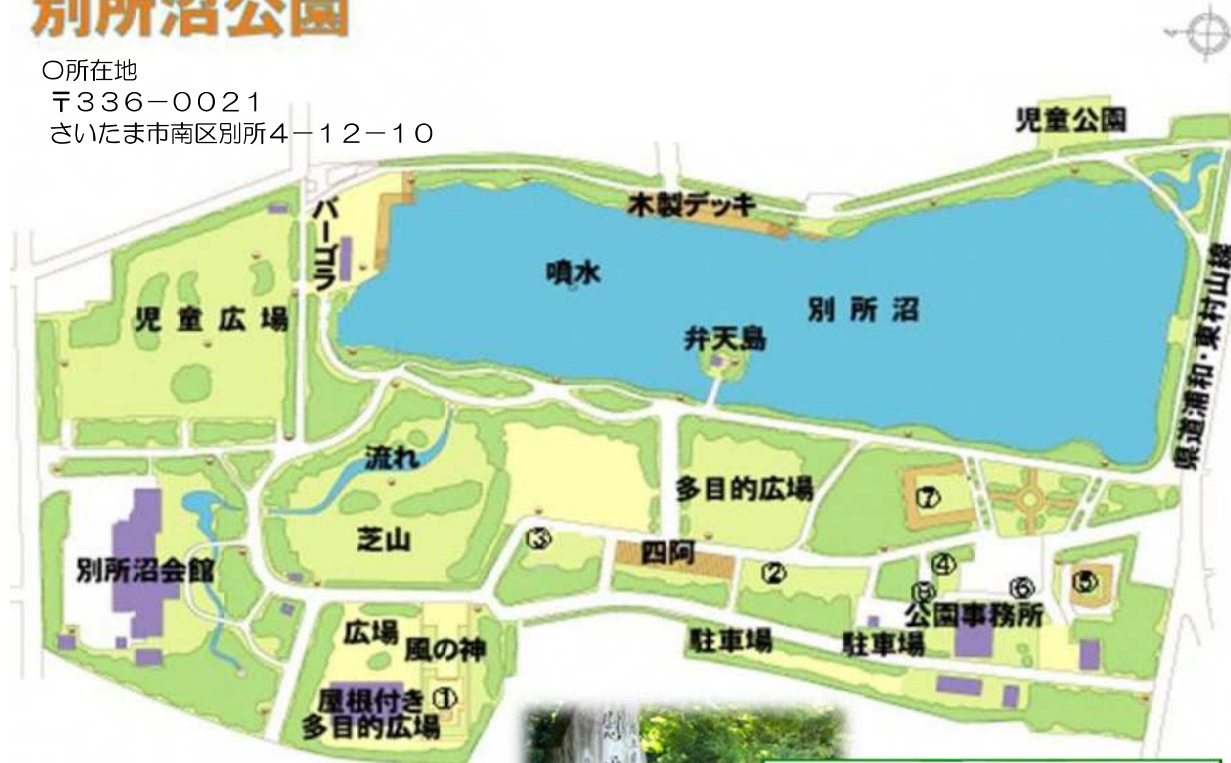 別所沼公園
〇所在地
〒336-0021
さいたま市南区別所4-12-10
児童公園
木製デッキ
パーゴラ
噴水
別所沼
児童広場
弁天島
県道浦和・東村山線
流れ
多目的広場
⑦
芝山
③
四阿
②
④
⑧
⑥
⑤
別所沼会館
公園事務所
広場
風の神
駐車場
駐車場
屋根付き
多目的広場
①